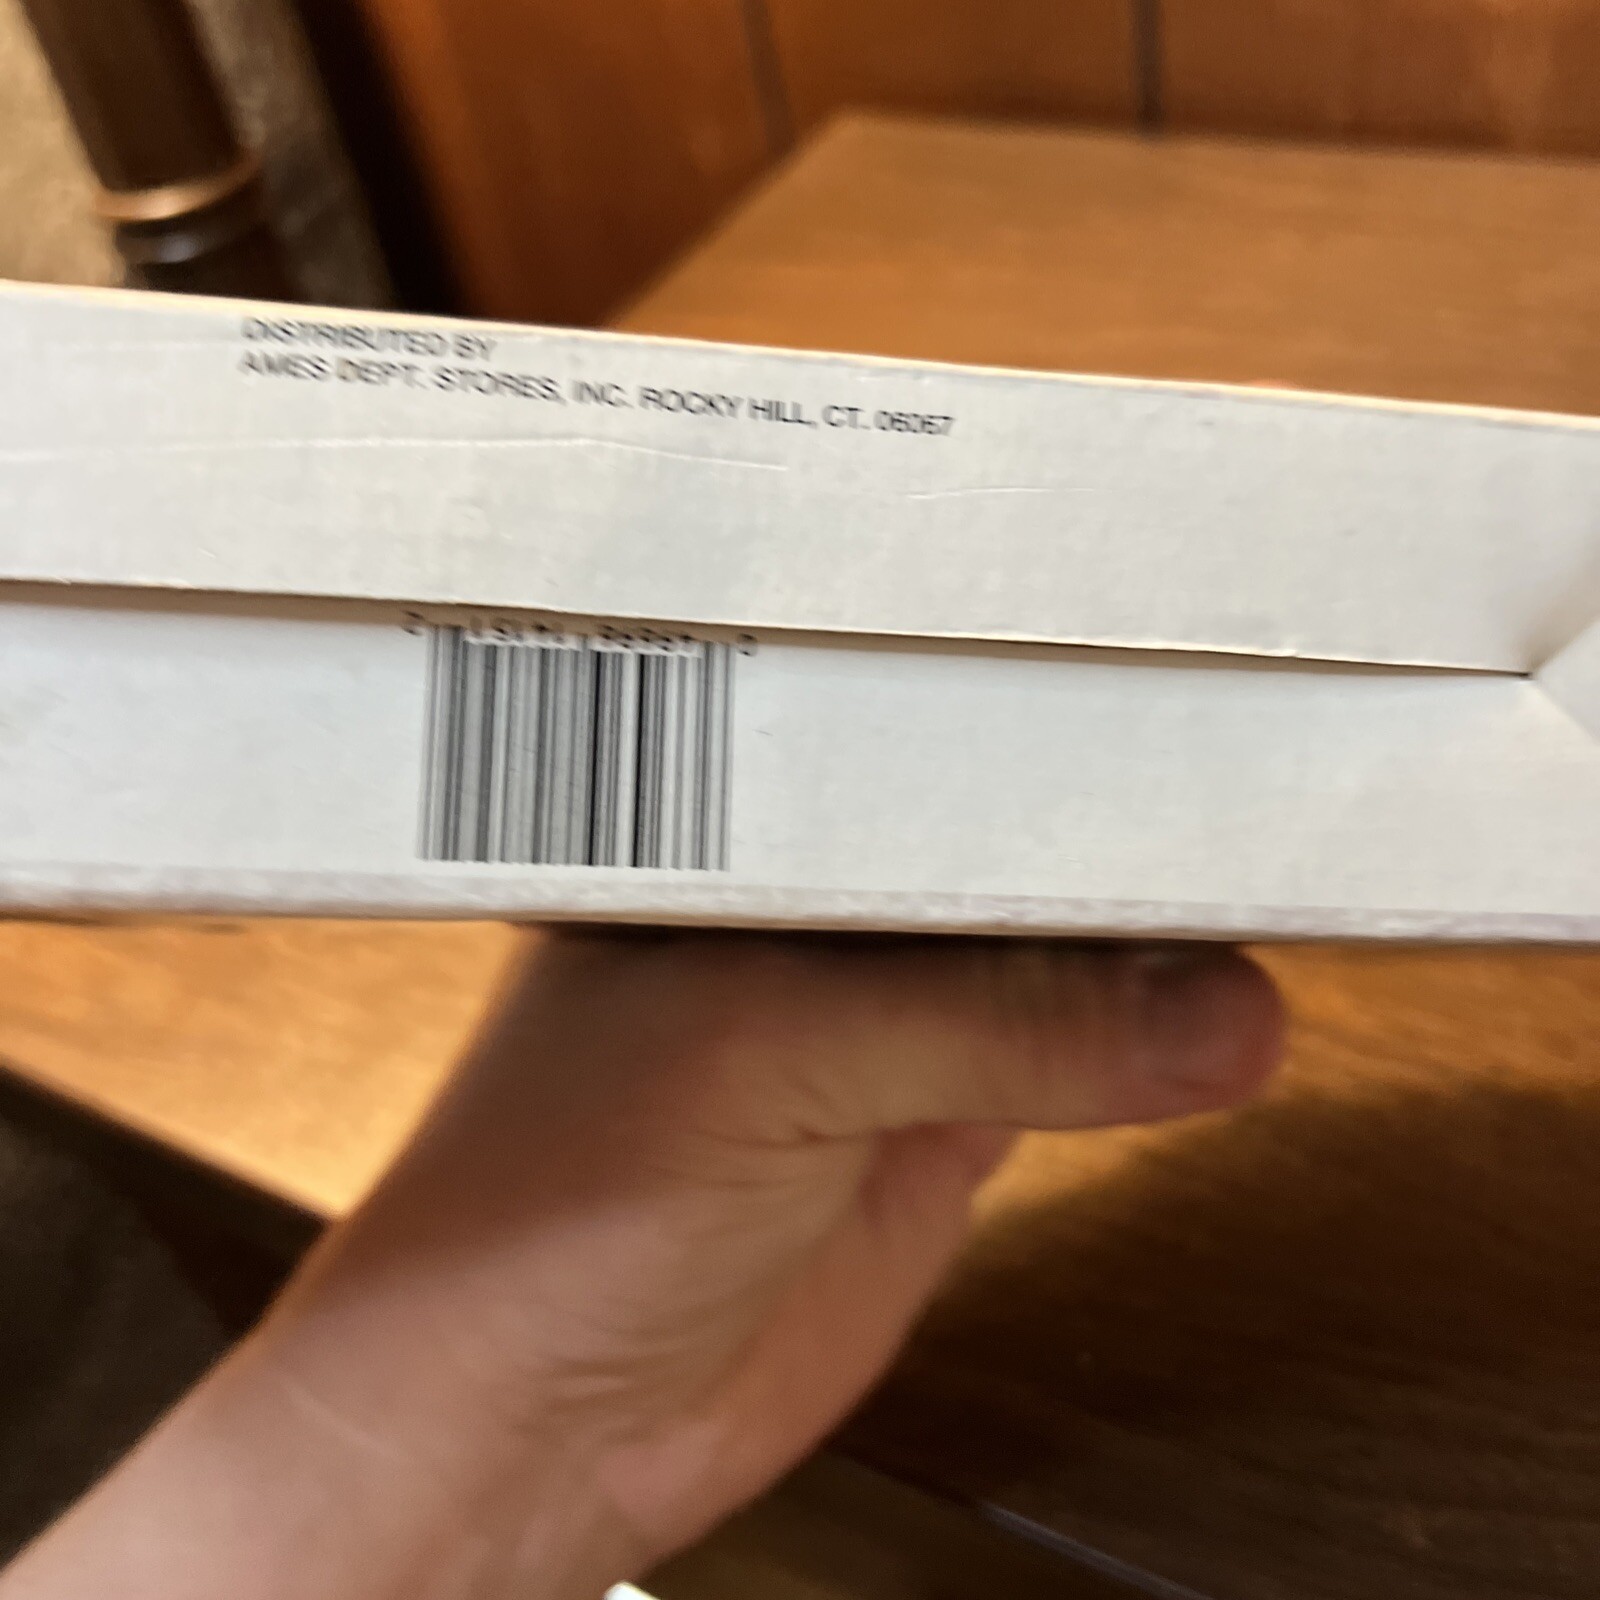 DISTRIBUTED BY
AMES DEPT. STORES, INC. ROCKY HILL, CT. 06067